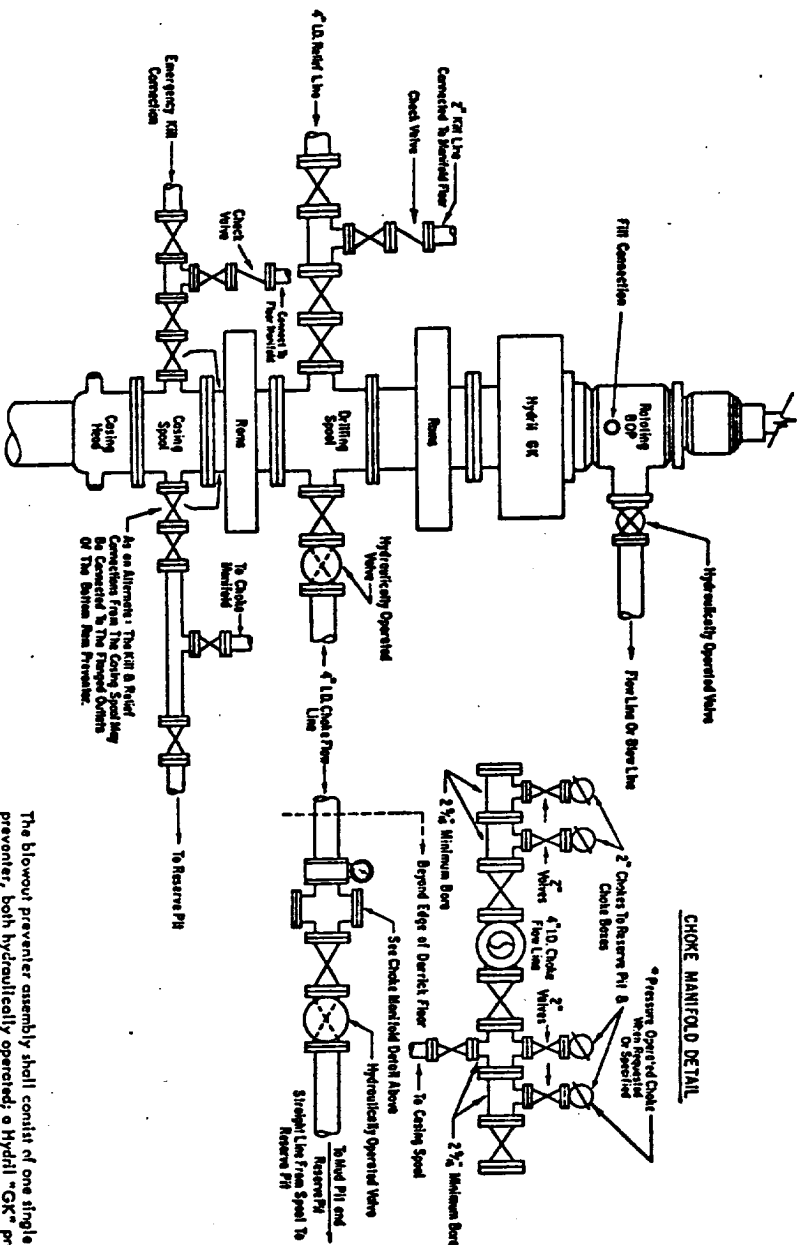 CHOKE MANIFOLD DETAIL
*Pressure Operated Choke
When Requested
Or Specified
2" Chokes To Reserve Pit &
Choke Boxes
2"
Valves
2"
Valves
4" I.D. Choke
Flow Line
2 9/16" Minimum Bore
2 9/16" Minimum Bore
To Casing Spool
Beyond Edge of Derrick Floor
See Choke Manifold Detail Above
Hydraulically Operated Valve
To Mud Pit and
Reserve Pit
Straight Line From Spool To
Reserve Pit
Hydraulically Operated Valve
Flow Line Or Blow Line
Rotating
BOP
Fill Connection
Hydril GK
Rams
Drilling
Spool
Hydraulically Operated
Valve
4" I.D. Choke Flow
Line
2" Kill Line
Connected To Manifold Floor
Check Valve
4" I.D. Relief Line
Rams
Casing
Spool
Casing
Head
Emergency Kill
Connection
Check
Valve
Connect To
Floor Manifold
To Choke
Manifold
To Reserve Pit
As an Alternate: The Kill & Relief
Connections From The Casing Spool May
Be Connected To The Flanged Outlets
Of The Bottom Ram Preventer.
The blowout preventer assembly shall consist of one single
preventer, both hydraulically operated; a Hydril "GK" pr